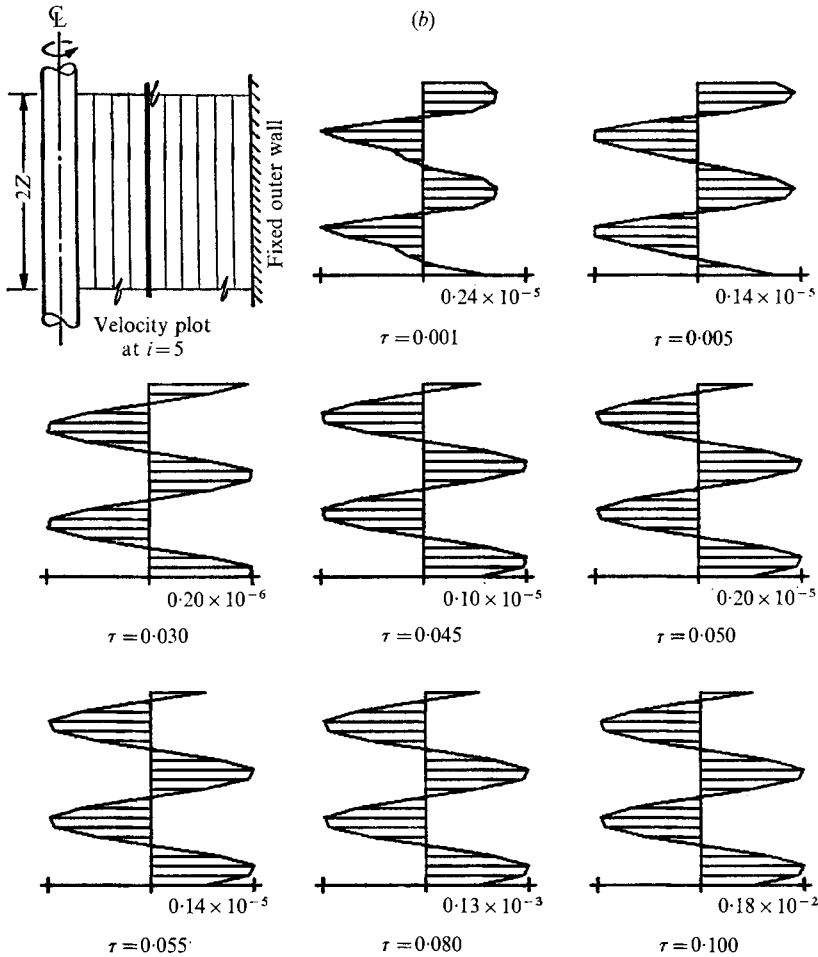 ℄
(b)
2Z
Fixed outer wall
Velocity plot
at i=5
0·24 × 10⁻⁵
τ = 0·001
0·14 × 10⁻⁵
τ = 0·005
0·20 × 10⁻⁶
τ = 0·030
0·10 × 10⁻⁵
τ = 0·045
0·20 × 10⁻⁵
τ = 0·050
0·14 × 10⁻⁵
τ = 0·055
0·13 × 10⁻³
τ = 0·080
0·18 × 10⁻²
τ = 0·100